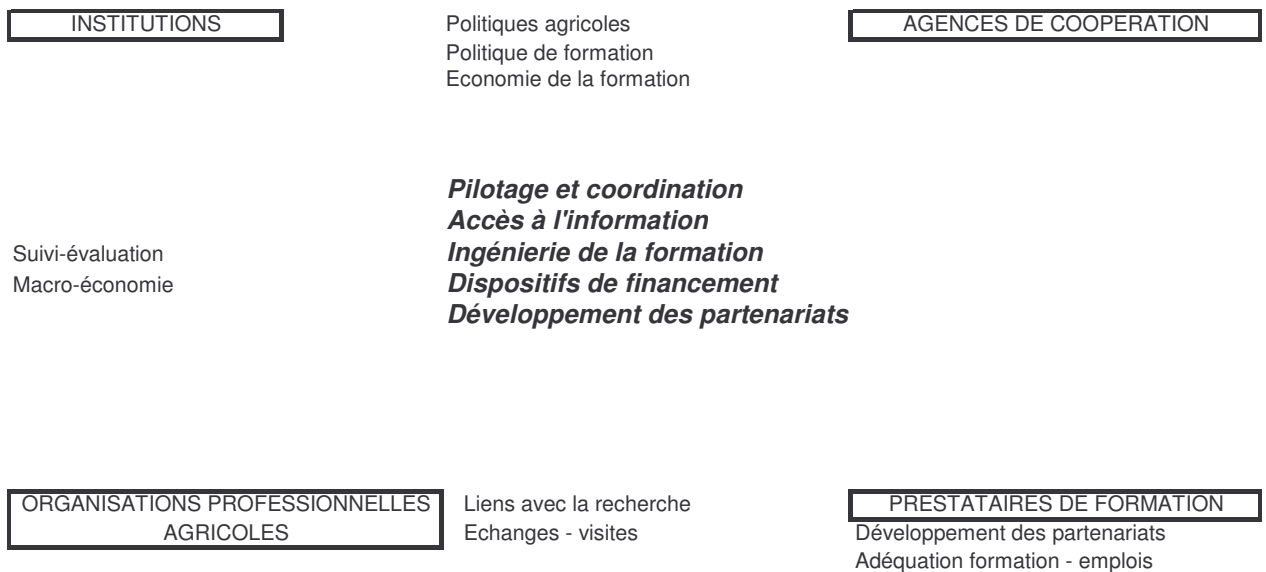 INSTITUTIONS
Politiques agricoles
AGENCES DE COOPERATION
Politique de formation
Economie de la formation
Pilotage et coordination
Accès à l'information
Suivi-évaluation
Ingénierie de la formation
Macro-économie
Dispositifs de financement
Développement des partenariats
ORGANISATIONS PROFESSIONNELLES
AGRICOLES
Liens avec la recherche
Echanges - visites
PRESTATAIRES DE FORMATION
Développement des partenariats
Adéquation formation - emplois